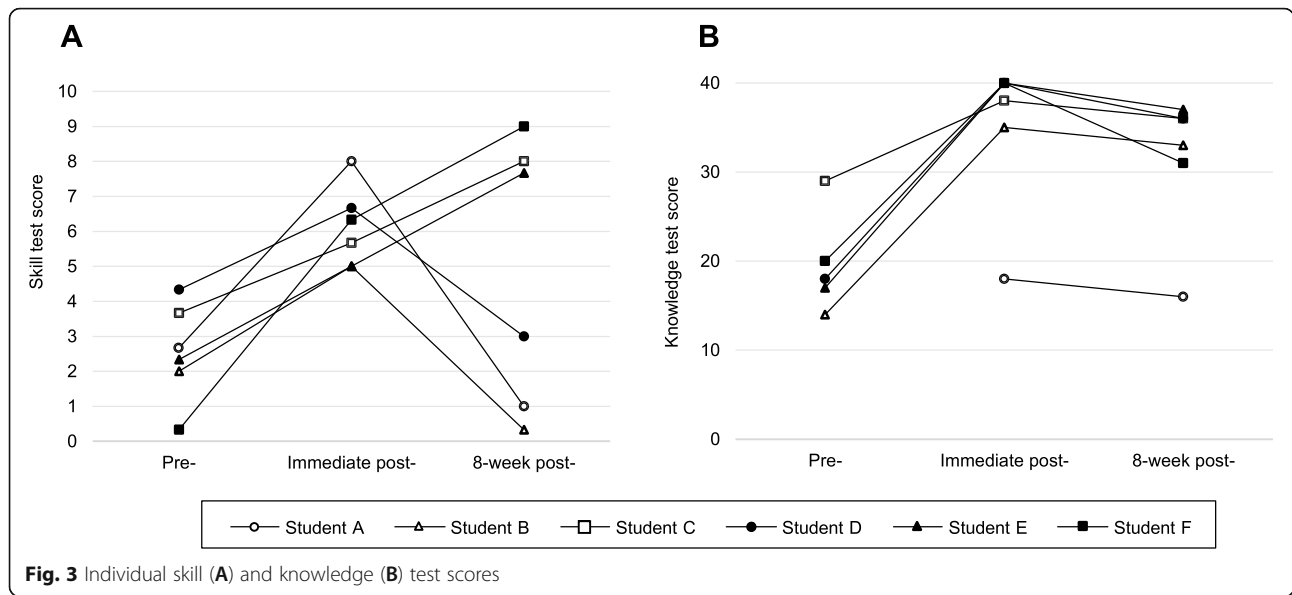 A
Skill test score
10
9
8
7
6
5
4
3
2
1
0
Pre-
Immediate post-
8-week post-
B
Knowledge test score
40
30
20
10
0
Pre-
Immediate post-
8-week post-
Student A
Student B
Student C
Student D
Student E
Student F
Fig. 3 Individual skill (A) and knowledge (B) test scores